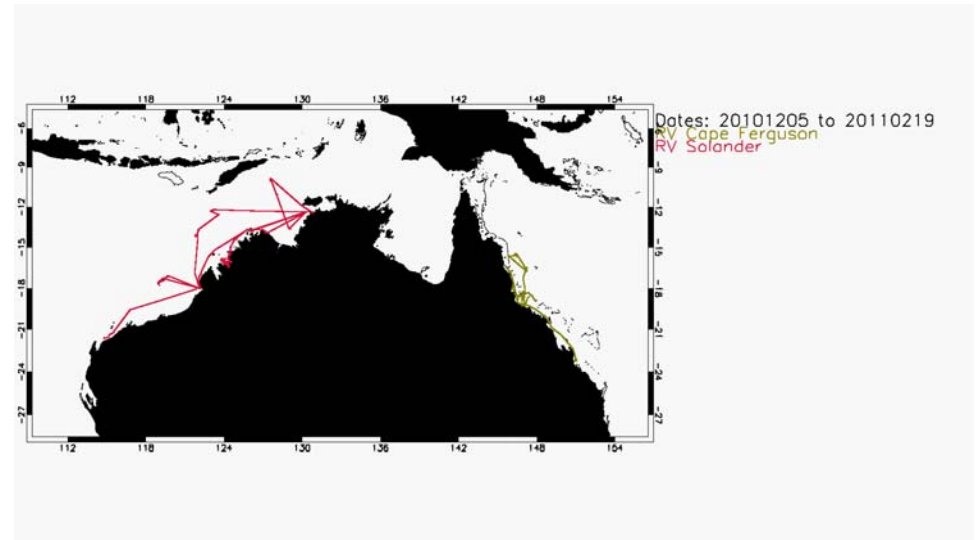 112 118 124 130 136 142 148 154
Dates: 20101205 to 20110219
RV Cape Ferguson
RV Solander
-6 -6
-9 -9
-12 -12
-15 -15
-18 -18
-21 -21
-24 -24
-27 -27
112 118 124 130 136 142 148 154